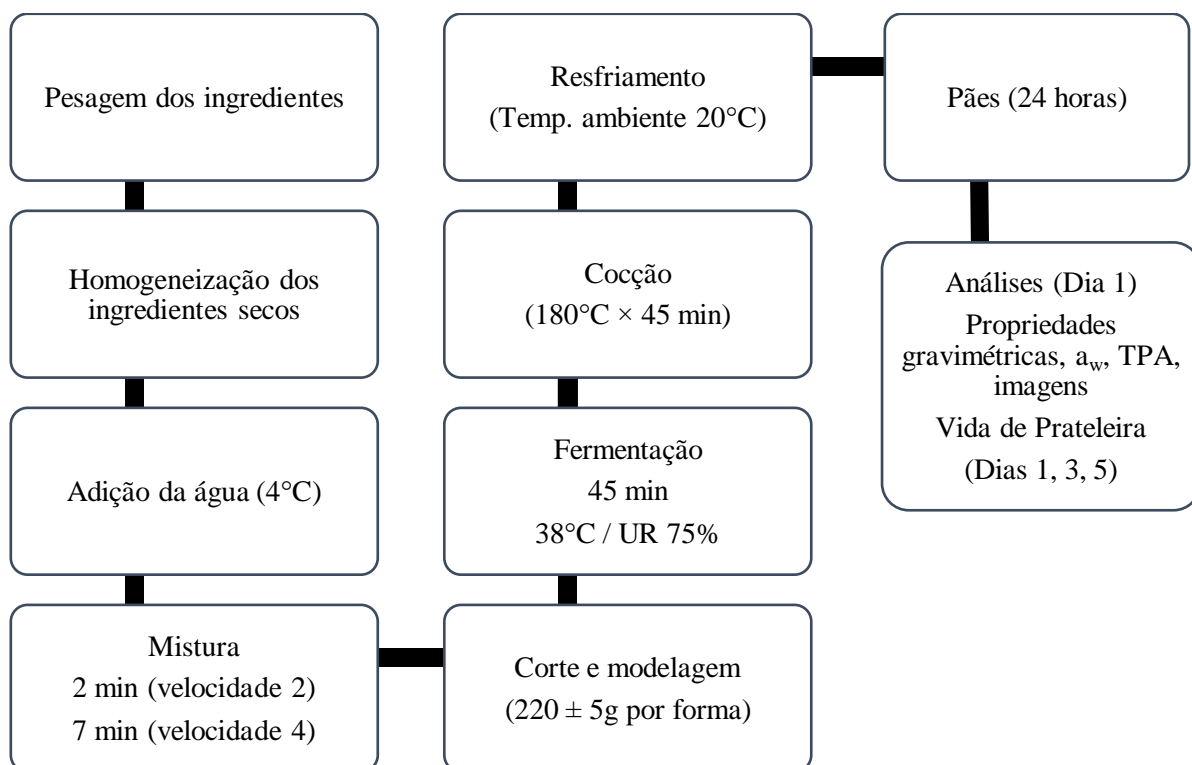 Pesagem dos ingredientes
Homogeneização dos
ingredientes secos
Adição da água (4°C)
Mistura
2 min (velocidade 2)
7 min (velocidade 4)
Corte e modelagem
(220 ± 5g por forma)
Fermentação
45 min
38°C / UR 75%
Cocção
(180°C × 45 min)
Resfriamento
(Temp. ambiente 20°C)
Pães (24 horas)
Análises (Dia 1)
Propriedades
gravimétricas, aw, TPA,
imagens
Vida de Prateleira
(Dias 1, 3, 5)